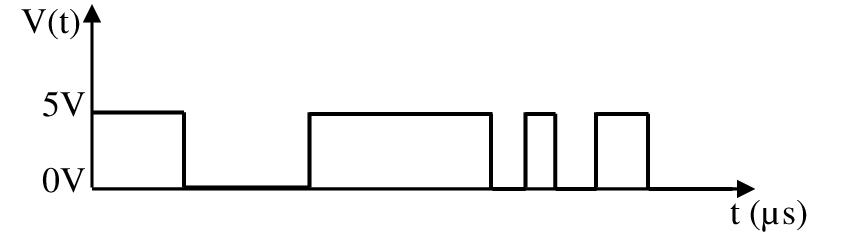 V(t)
5V
0V
t (µs)